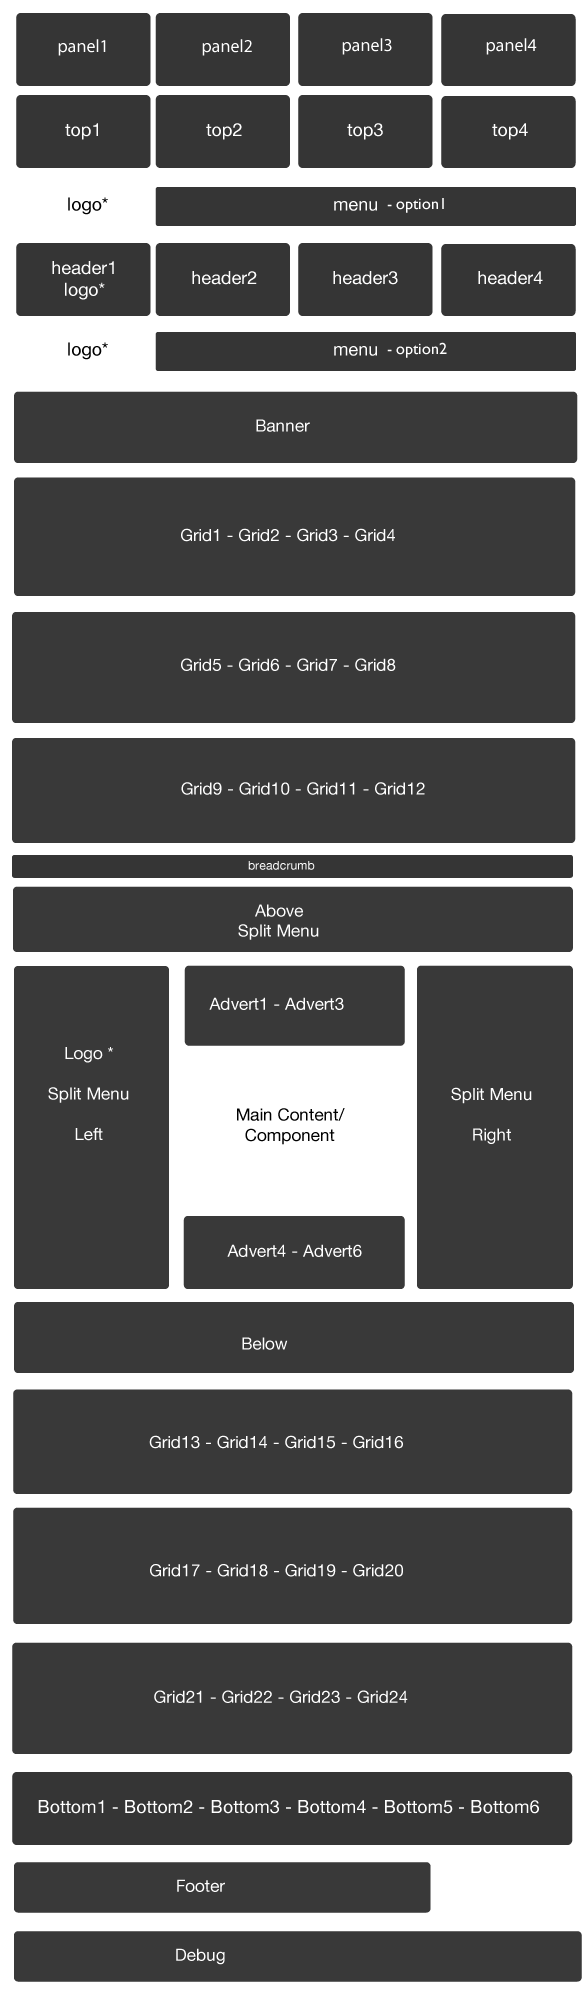 panel1 panel2 panel3 panel4
top1 top2 top3 top4
logo* menu - option1
header1
logo*
header2 header3 header4
logo* menu - option2
Banner
Grid1 - Grid2 - Grid3 - Grid4
Grid5 - Grid6 - Grid7 - Grid8
Grid9 - Grid10 - Grid11 - Grid12
breadcrumb
Above
Split Menu
Logo *
Split Menu
Left
Advert1 - Advert3
Main Content/
Component
Advert4 - Advert6
Split Menu
Right
Below
Grid13 - Grid14 - Grid15 - Grid16
Grid17 - Grid18 - Grid19 - Grid20
Grid21 - Grid22 - Grid23 - Grid24
Bottom1 - Bottom2 - Bottom3 - Bottom4 - Bottom5 - Bottom6
Footer
Debug